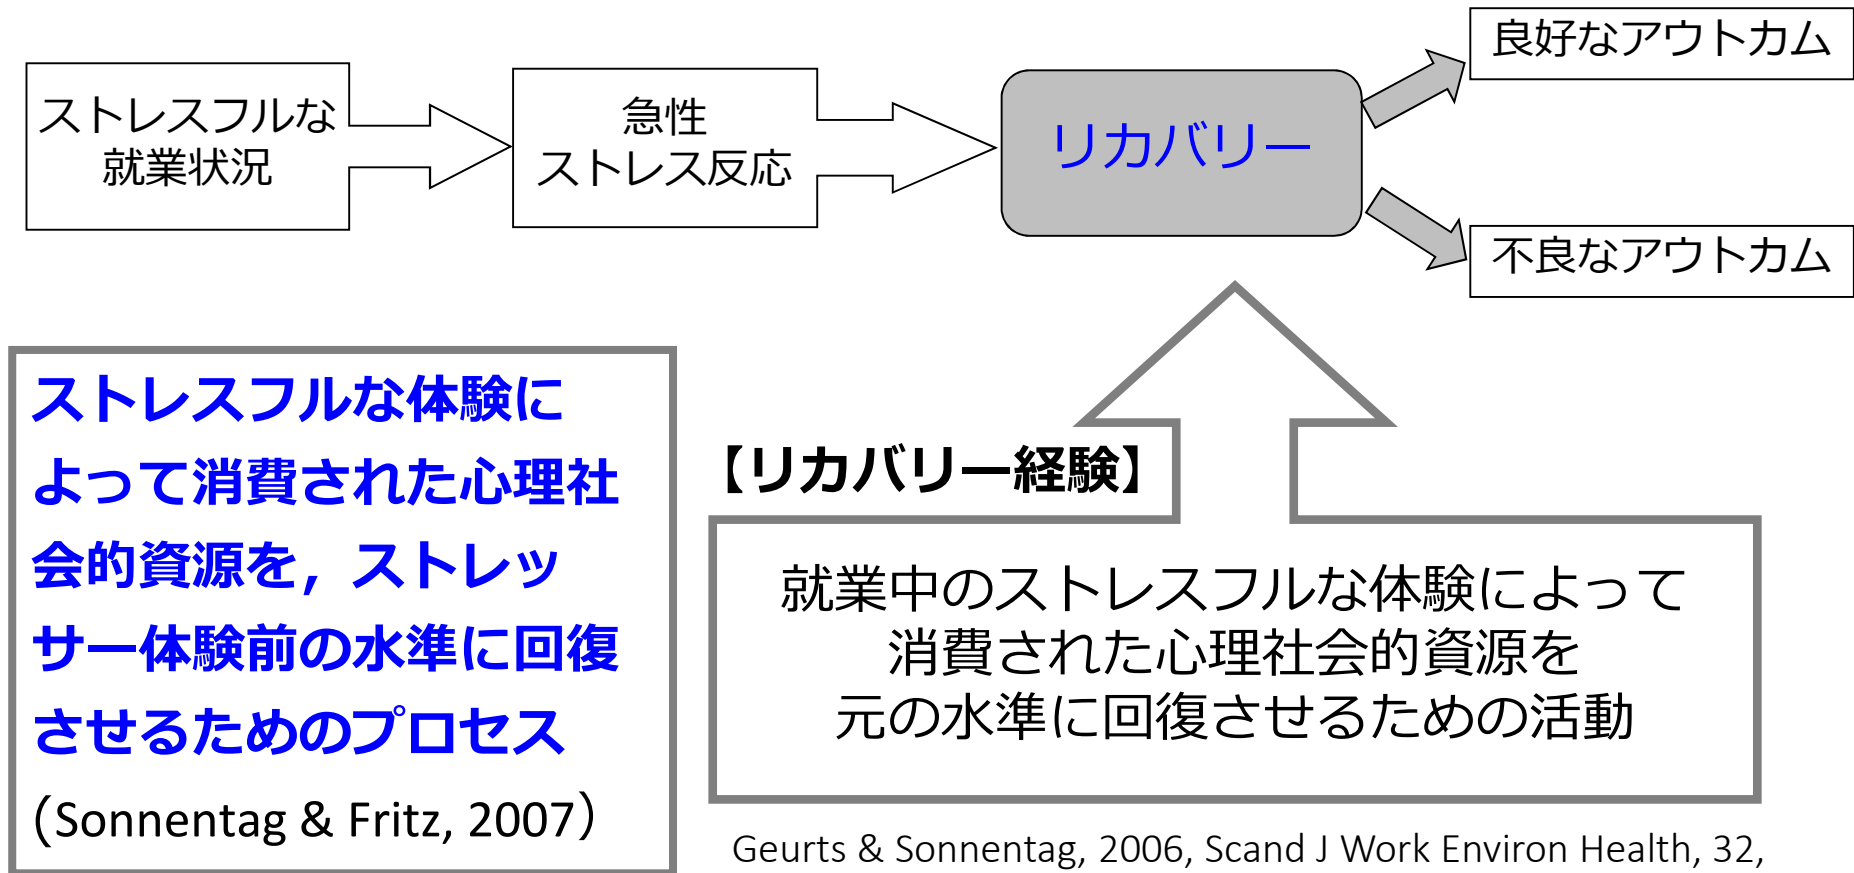 ストレスフルな
就業状況
急性
ストレス反応
リカバリー
良好なアウトカム
不良なアウトカム
ストレスフルな体験に
よって消費された心理社
会的資源を，ストレッ
サー体験前の水準に回復
させるためのプロセス
（Sonnentag & Fritz, 2007）
【リカバリー経験】
就業中のストレスフルな体験によって
消費された心理社会的資源を
元の水準に回復させるための活動
Geurts & Sonnentag, 2006, Scand J Work Environ Health, 32,